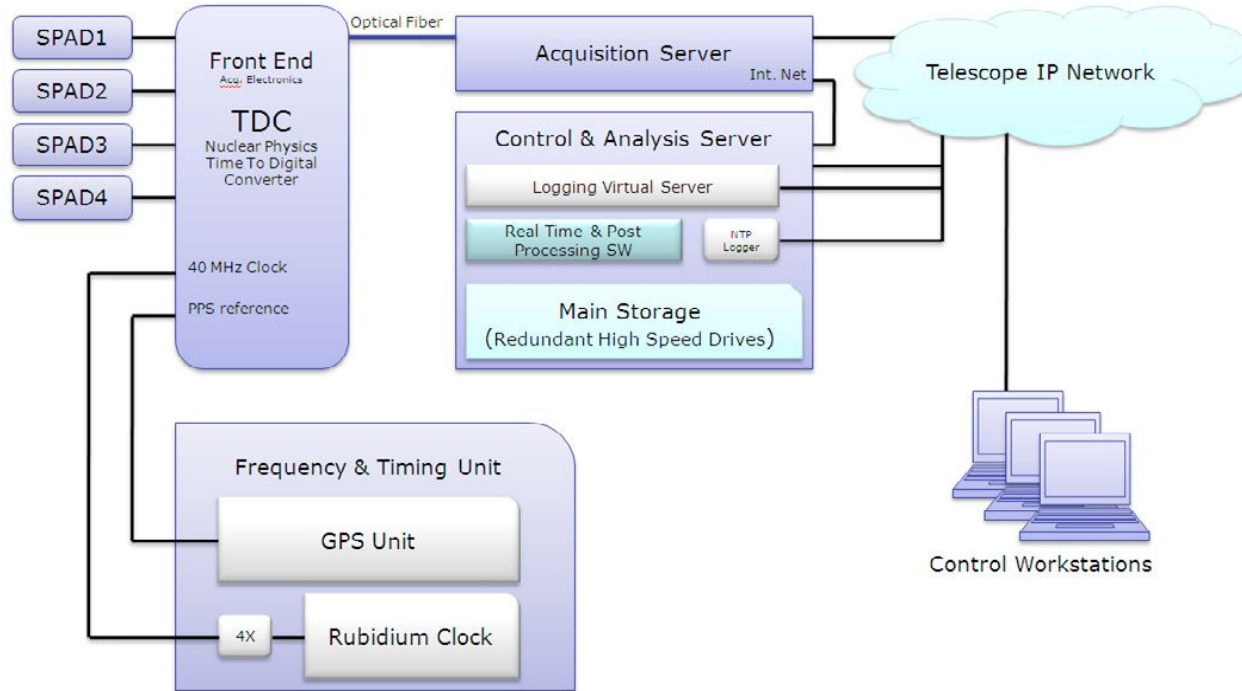 SPAD1
SPAD2
SPAD3
SPAD4
Front End
Acq. Electronics
TDC
Nuclear Physics
Time To Digital
Converter
40 MHz Clock
PPS reference
Optical Fiber
Acquisition Server
Int. Net
Telescope IP Network
Control & Analysis Server
Logging Virtual Server
Real Time & Post
Processing SW
NTP
Logger
Main Storage
(Redundant High Speed Drives)
Frequency & Timing Unit
GPS Unit
4X
Rubidium Clock
Control Workstations